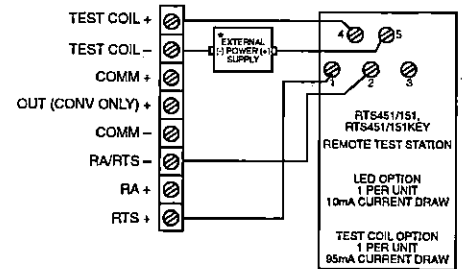 TEST COIL +
TEST COIL –
COMM +
OUT (CONV ONLY) +
COMM –
RA/RTS –
RA +
RTS +
*
EXTERNAL
(-) POWER (+)
SUPPLY
4
5
1
2
3
RTS451/151,
RTS451/151KEY
REMOTE TEST STATION
LED OPTION
1 PER UNIT
10mA CURRENT DRAW
TEST COIL OPTION
1 PER UNIT
95mA CURRENT DRAW